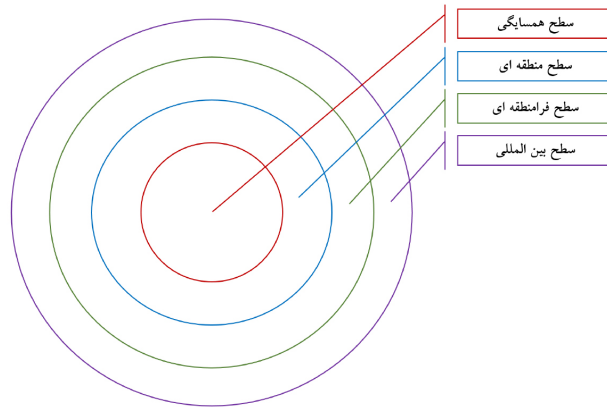 سطح همسایگی
سطح منطقه ای
سطح فرامنطقه ای
سطح بین المللی